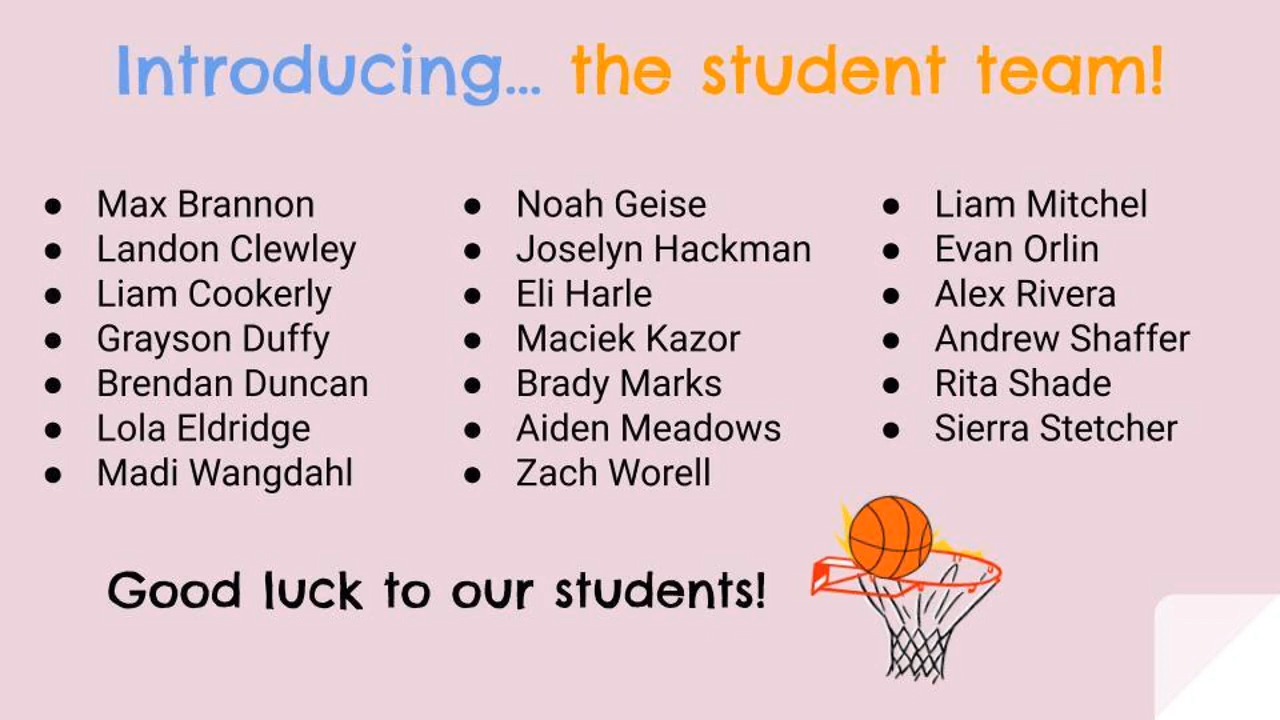 Introducing... the student team!
● Max Brannon
● Landon Clewley
● Liam Cookerly
● Grayson Duffy
● Brendan Duncan
● Lola Eldridge
● Madi Wangdahl
● Noah Geise
● Joselyn Hackman
● Eli Harle
● Maciek Kazor
● Brady Marks
● Aiden Meadows
● Zach Worell
● Liam Mitchel
● Evan Orlin
● Alex Rivera
● Andrew Shaffer
● Rita Shade
● Sierra Stetcher
Good luck to our students!